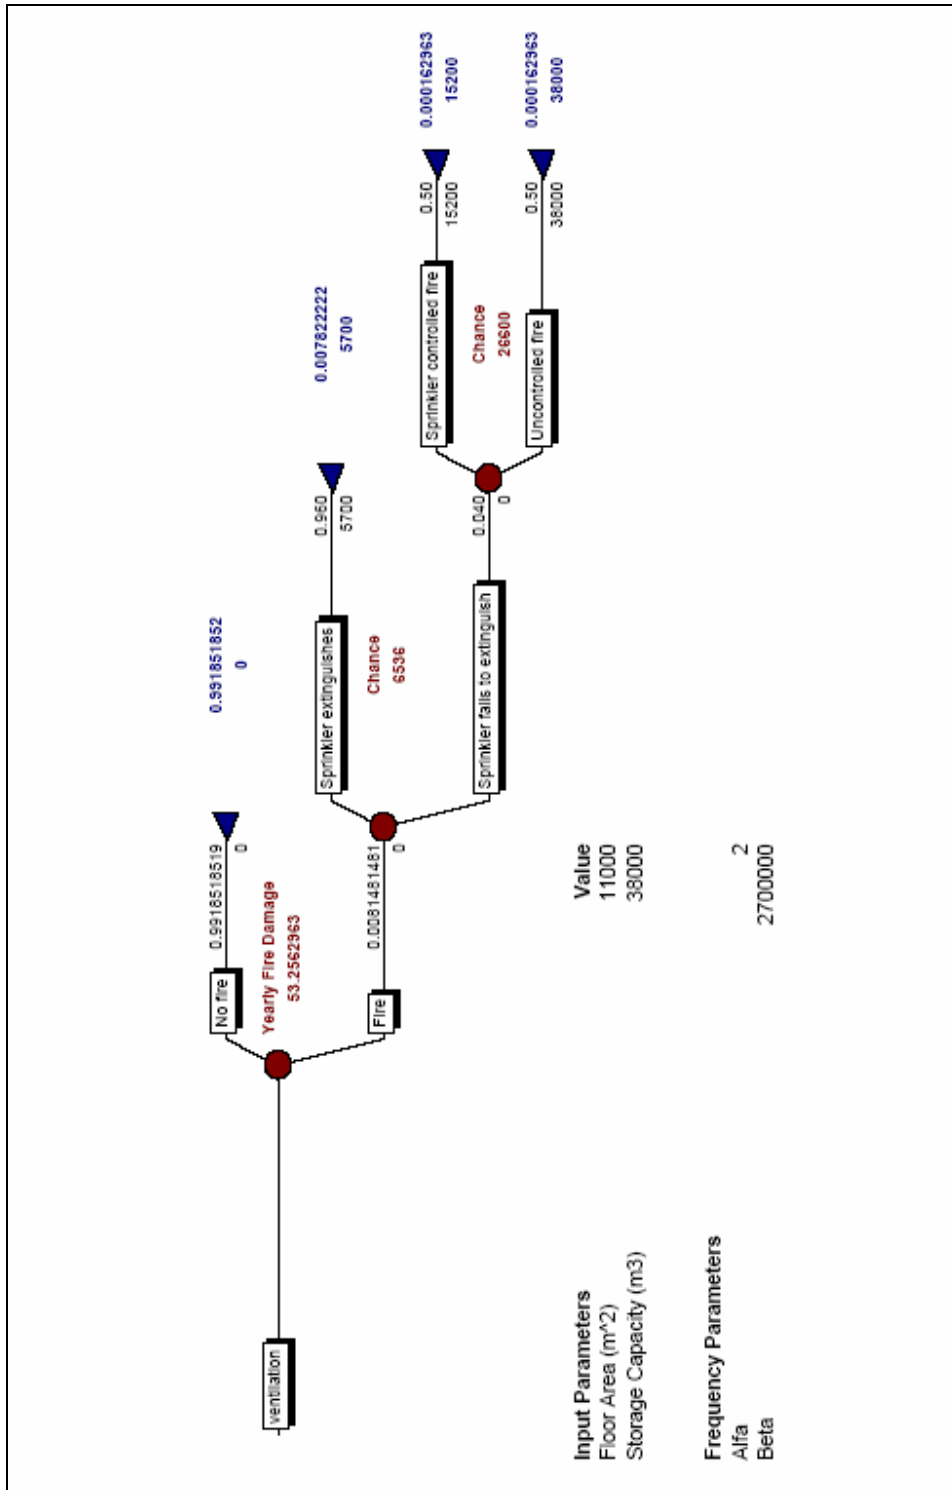 ventilation
No fire
0.9918518519
0
0.991851852
0
Yearly Fire Damage
53.2562963
Fire
0.0081481481
0
Sprinkler extinguishes
0.960
5700
0.007822222
5700
Chance
6536
Sprinkler fails to extinguish
0.040
0
Sprinkler controlled fire
0.50
15200
0.000162963
15200
Chance
26600
Uncontrolled fire
0.50
38000
0.000162963
38000
Input Parameters Value
Floor Area (m^2) 11000
Storage Capacity (m3) 38000
Frequency Parameters
Alfa 2
Beta 2700000